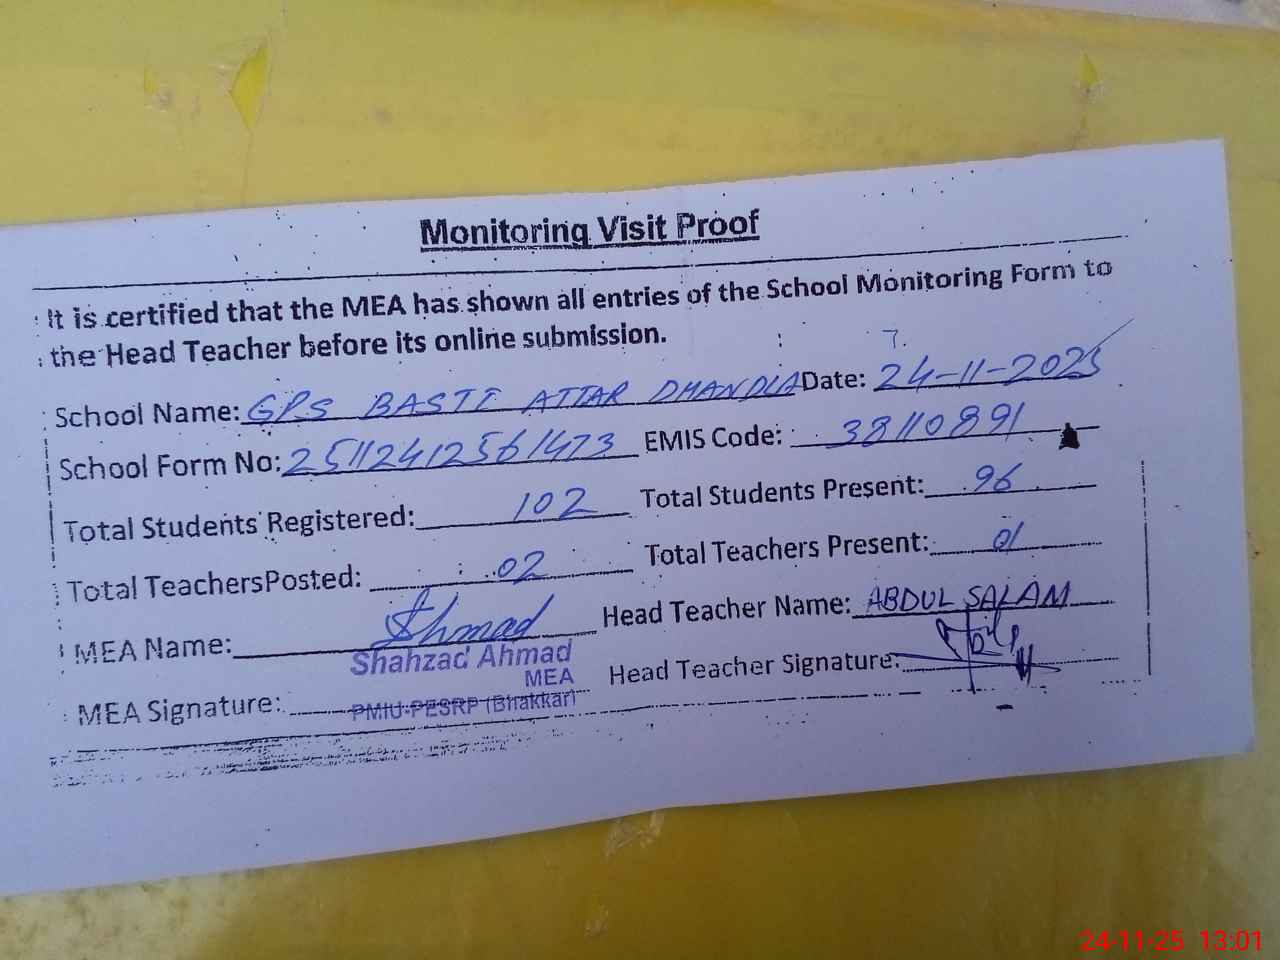 Monitoring Visit Proof
It is certified that the MEA has shown all entries of the School Monitoring Form to
the Head Teacher before its online submission.
School Name: GPS BASTI ATTAR DHANDLA Date: 24-11-2025
School Form No: 25112412561473 EMIS Code: 38110891
Total Students Registered: 102 Total Students Present: 96
Total TeachersPosted: 02 Total Teachers Present: 01
MEA Name: Head Teacher Name: ABDUL SALAM
Shahzad Ahmad
MEA
MEA Signature: PMIU-PESRP (Bhakkar) Head Teacher Signature:
24-11-25 13:01